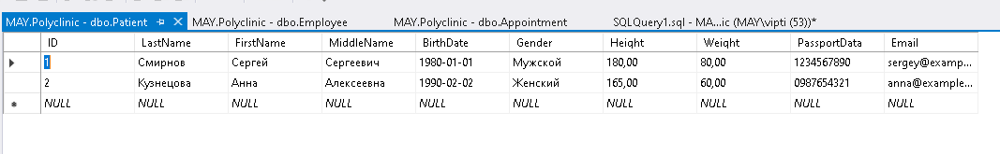 MAY.Polyclinic - dbo.Patient MAY.Polyclinic - dbo.Employee MAY.Polyclinic - dbo.Appointment SQLQuery1.sql - MA...ic (MAY\vipti (53))*
ID LastName FirstName MiddleName BirthDate Gender Height Weight PassportData Email
1 Смирнов Сергей Сергеевич 1980-01-01 Мужской 180,00 80,00 1234567890 sergey@examp...
2 Кузнецова Анна Алексеевна 1990-02-02 Женский 165,00 60,00 0987654321 anna@example...
NULL NULL NULL NULL NULL NULL NULL NULL NULL NULL